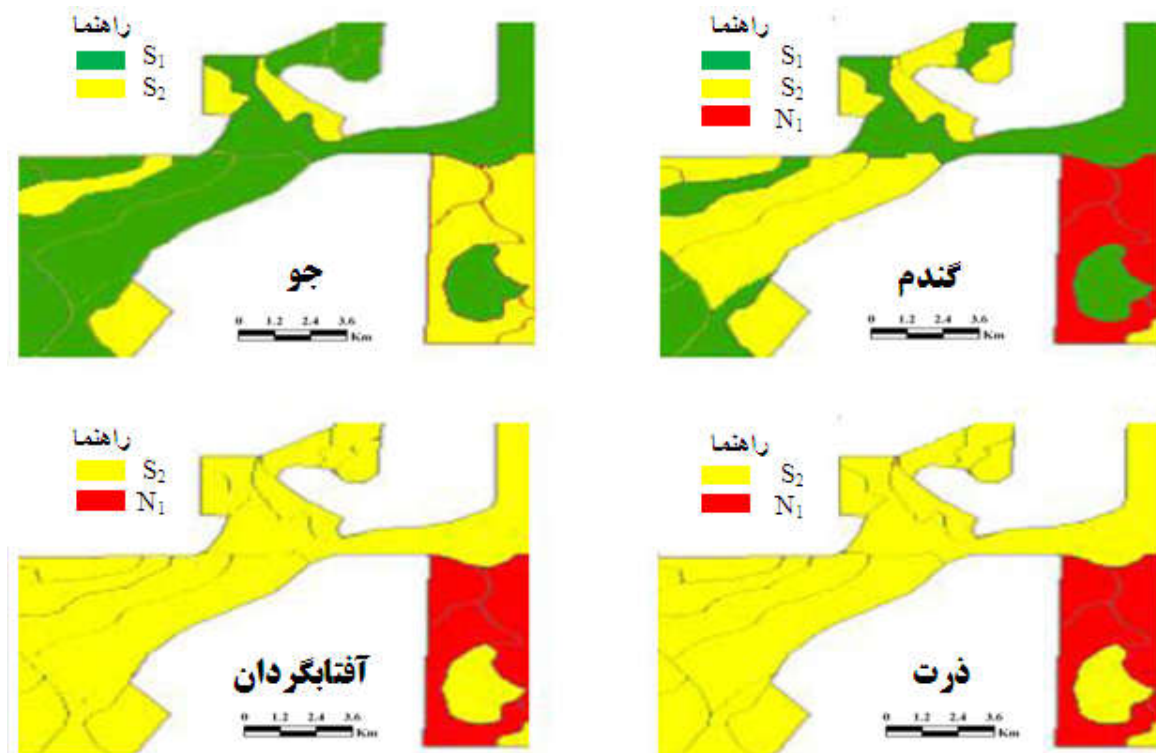 راهنما
S₁
S₂
جو
0 1.2 2.4 3.6
Km
راهنما
S₁
S₂
N₁
گندم
0 1.2 2.4 3.6
Km
راهنما
S₂
N₁
آفتابگردان
0 1.2 2.4 3.6
Km
راهنما
S₂
N₁
ذرت
0 1.2 2.4 3.6
Km